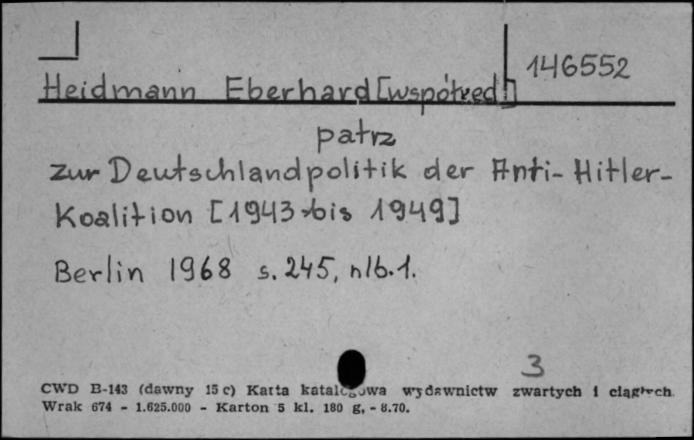 146552
Heidmann Eberhard [współred.]
patrz
zur Deutschlandpolitik der Anti-Hitler-
Koalition [1943 bis 1949]
Berlin 1968 s. 245, nlb. 1.
3
CWD B-143 (dawny 15 c) Karta katalogowa wydawnictw zwartych i ciągłych
Wrak 674 - 1.625.000 - Karton 5 kl. 180 g, - 8.70.